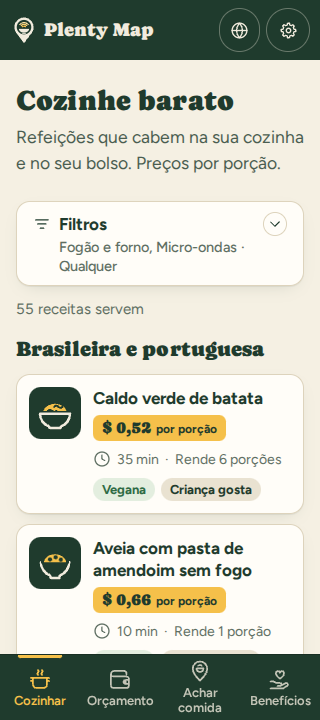 Plenty Map
Cozinhe barato
Refeições que cabem na sua cozinha
e no seu bolso. Preços por porção.
Filtros
Fogão e forno, Micro-ondas ·
Qualquer
55 receitas servem
Brasileira e portuguesa
Caldo verde de batata
$ 0,52 por porção
35 min · Rende 6 porções
Vegana Criança gosta
Aveia com pasta de
amendoim sem fogo
$ 0,66 por porção
10 min · Rende 1 porção
Cozinhar
Orçamento
Achar
comida
Benefícios